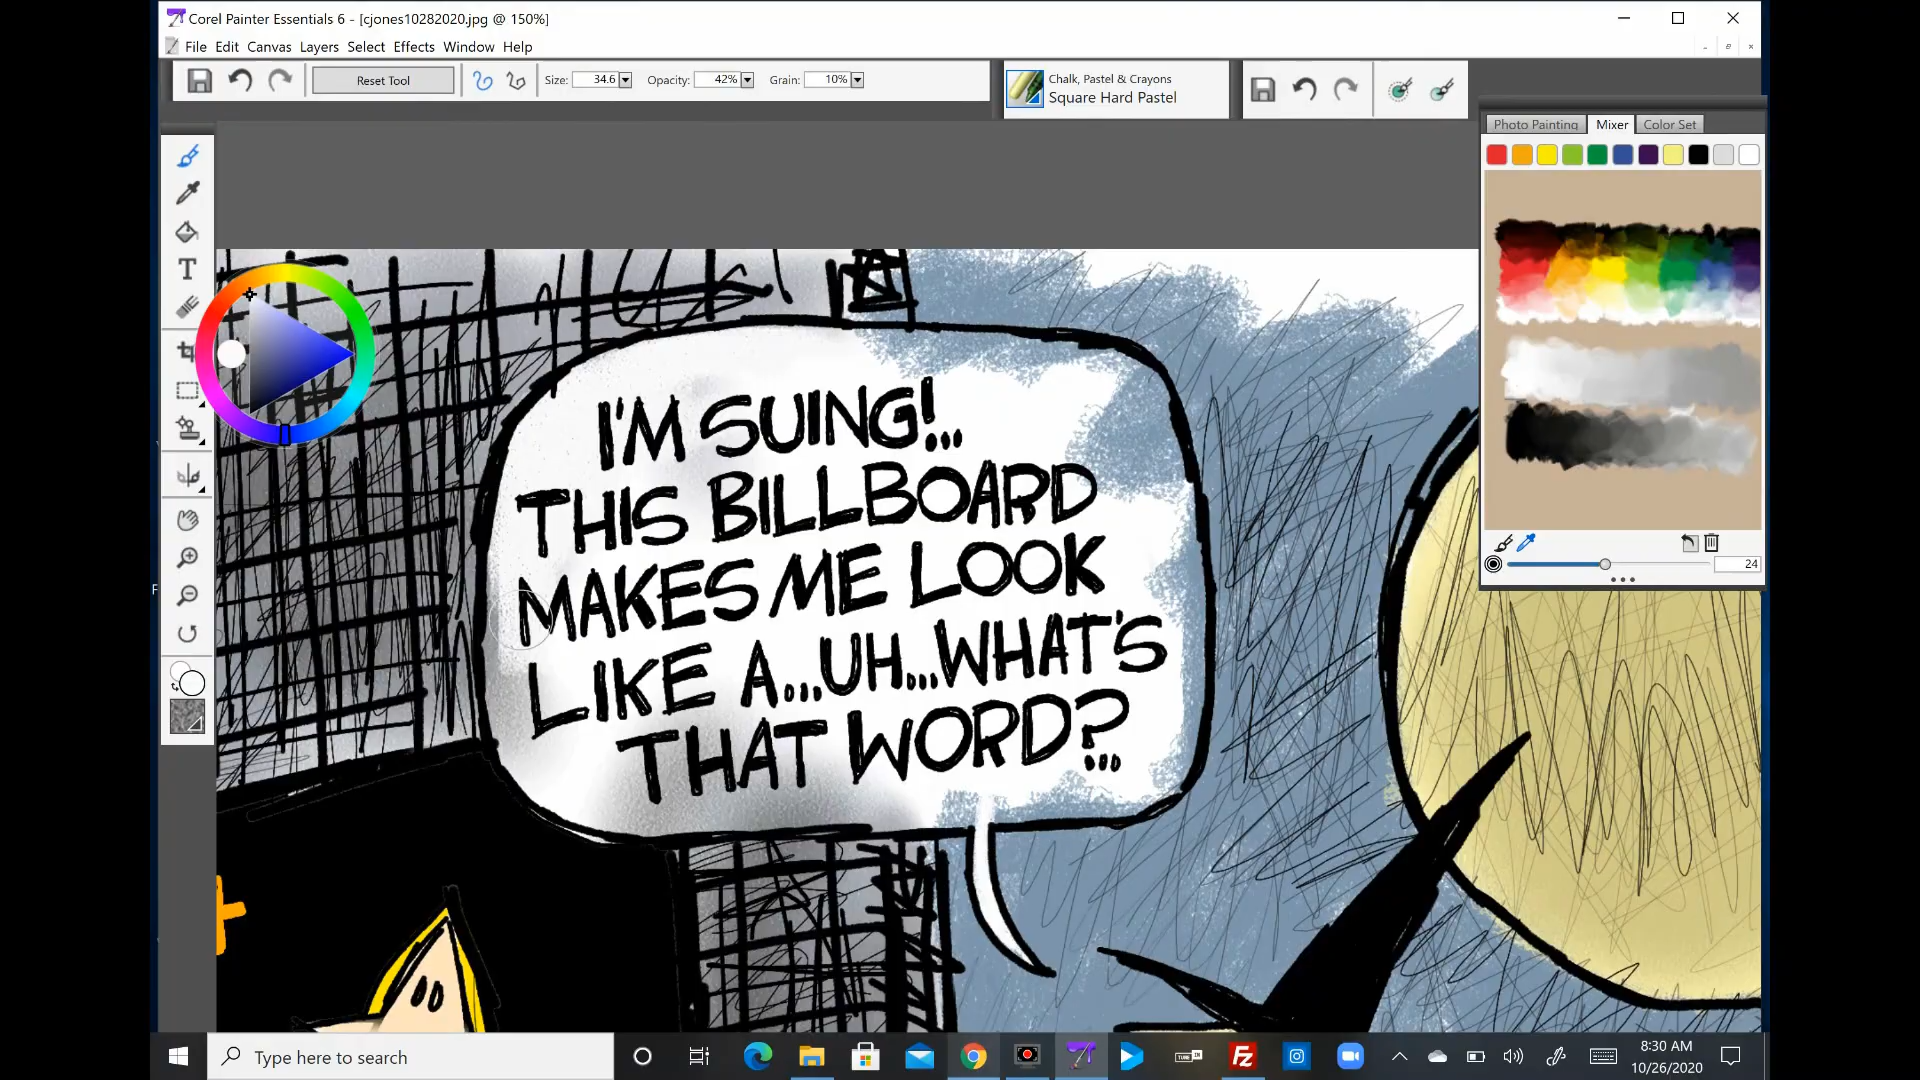 Corel Painter Essentials 6 - [cjones10282020.jpg @ 150%]
File Edit Canvas Layers Select Effects Window Help
Reset Tool
Size: 34.6
Opacity: 42%
Grain: 10%
Chalk, Pastel & Crayons
Square Hard Pastel
Photo Painting Mixer Color Set
24
I'M SUING!...
THIS BILLBOARD
MAKES ME LOOK
LIKE A...UH...WHAT'S
THAT WORD?...
Type here to search
8:30 AM
10/26/2020